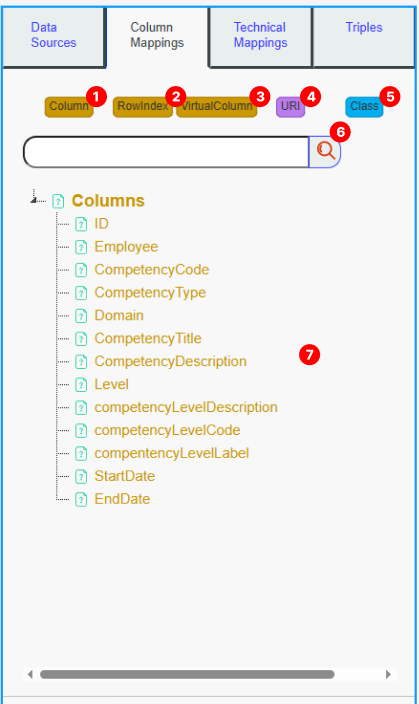 Data Sources
Column Mappings
Technical Mappings
Triples
Column 1 RowIndex 2 VirtualColumn 3 URI 4 Class 5
6
Columns
ID
Employee
CompetencyCode
CompetencyType
Domain
CompetencyTitle
CompetencyDescription
7
Level
competencyLevelDescription
competencyLevelCode
compentencyLevelLabel
StartDate
EndDate